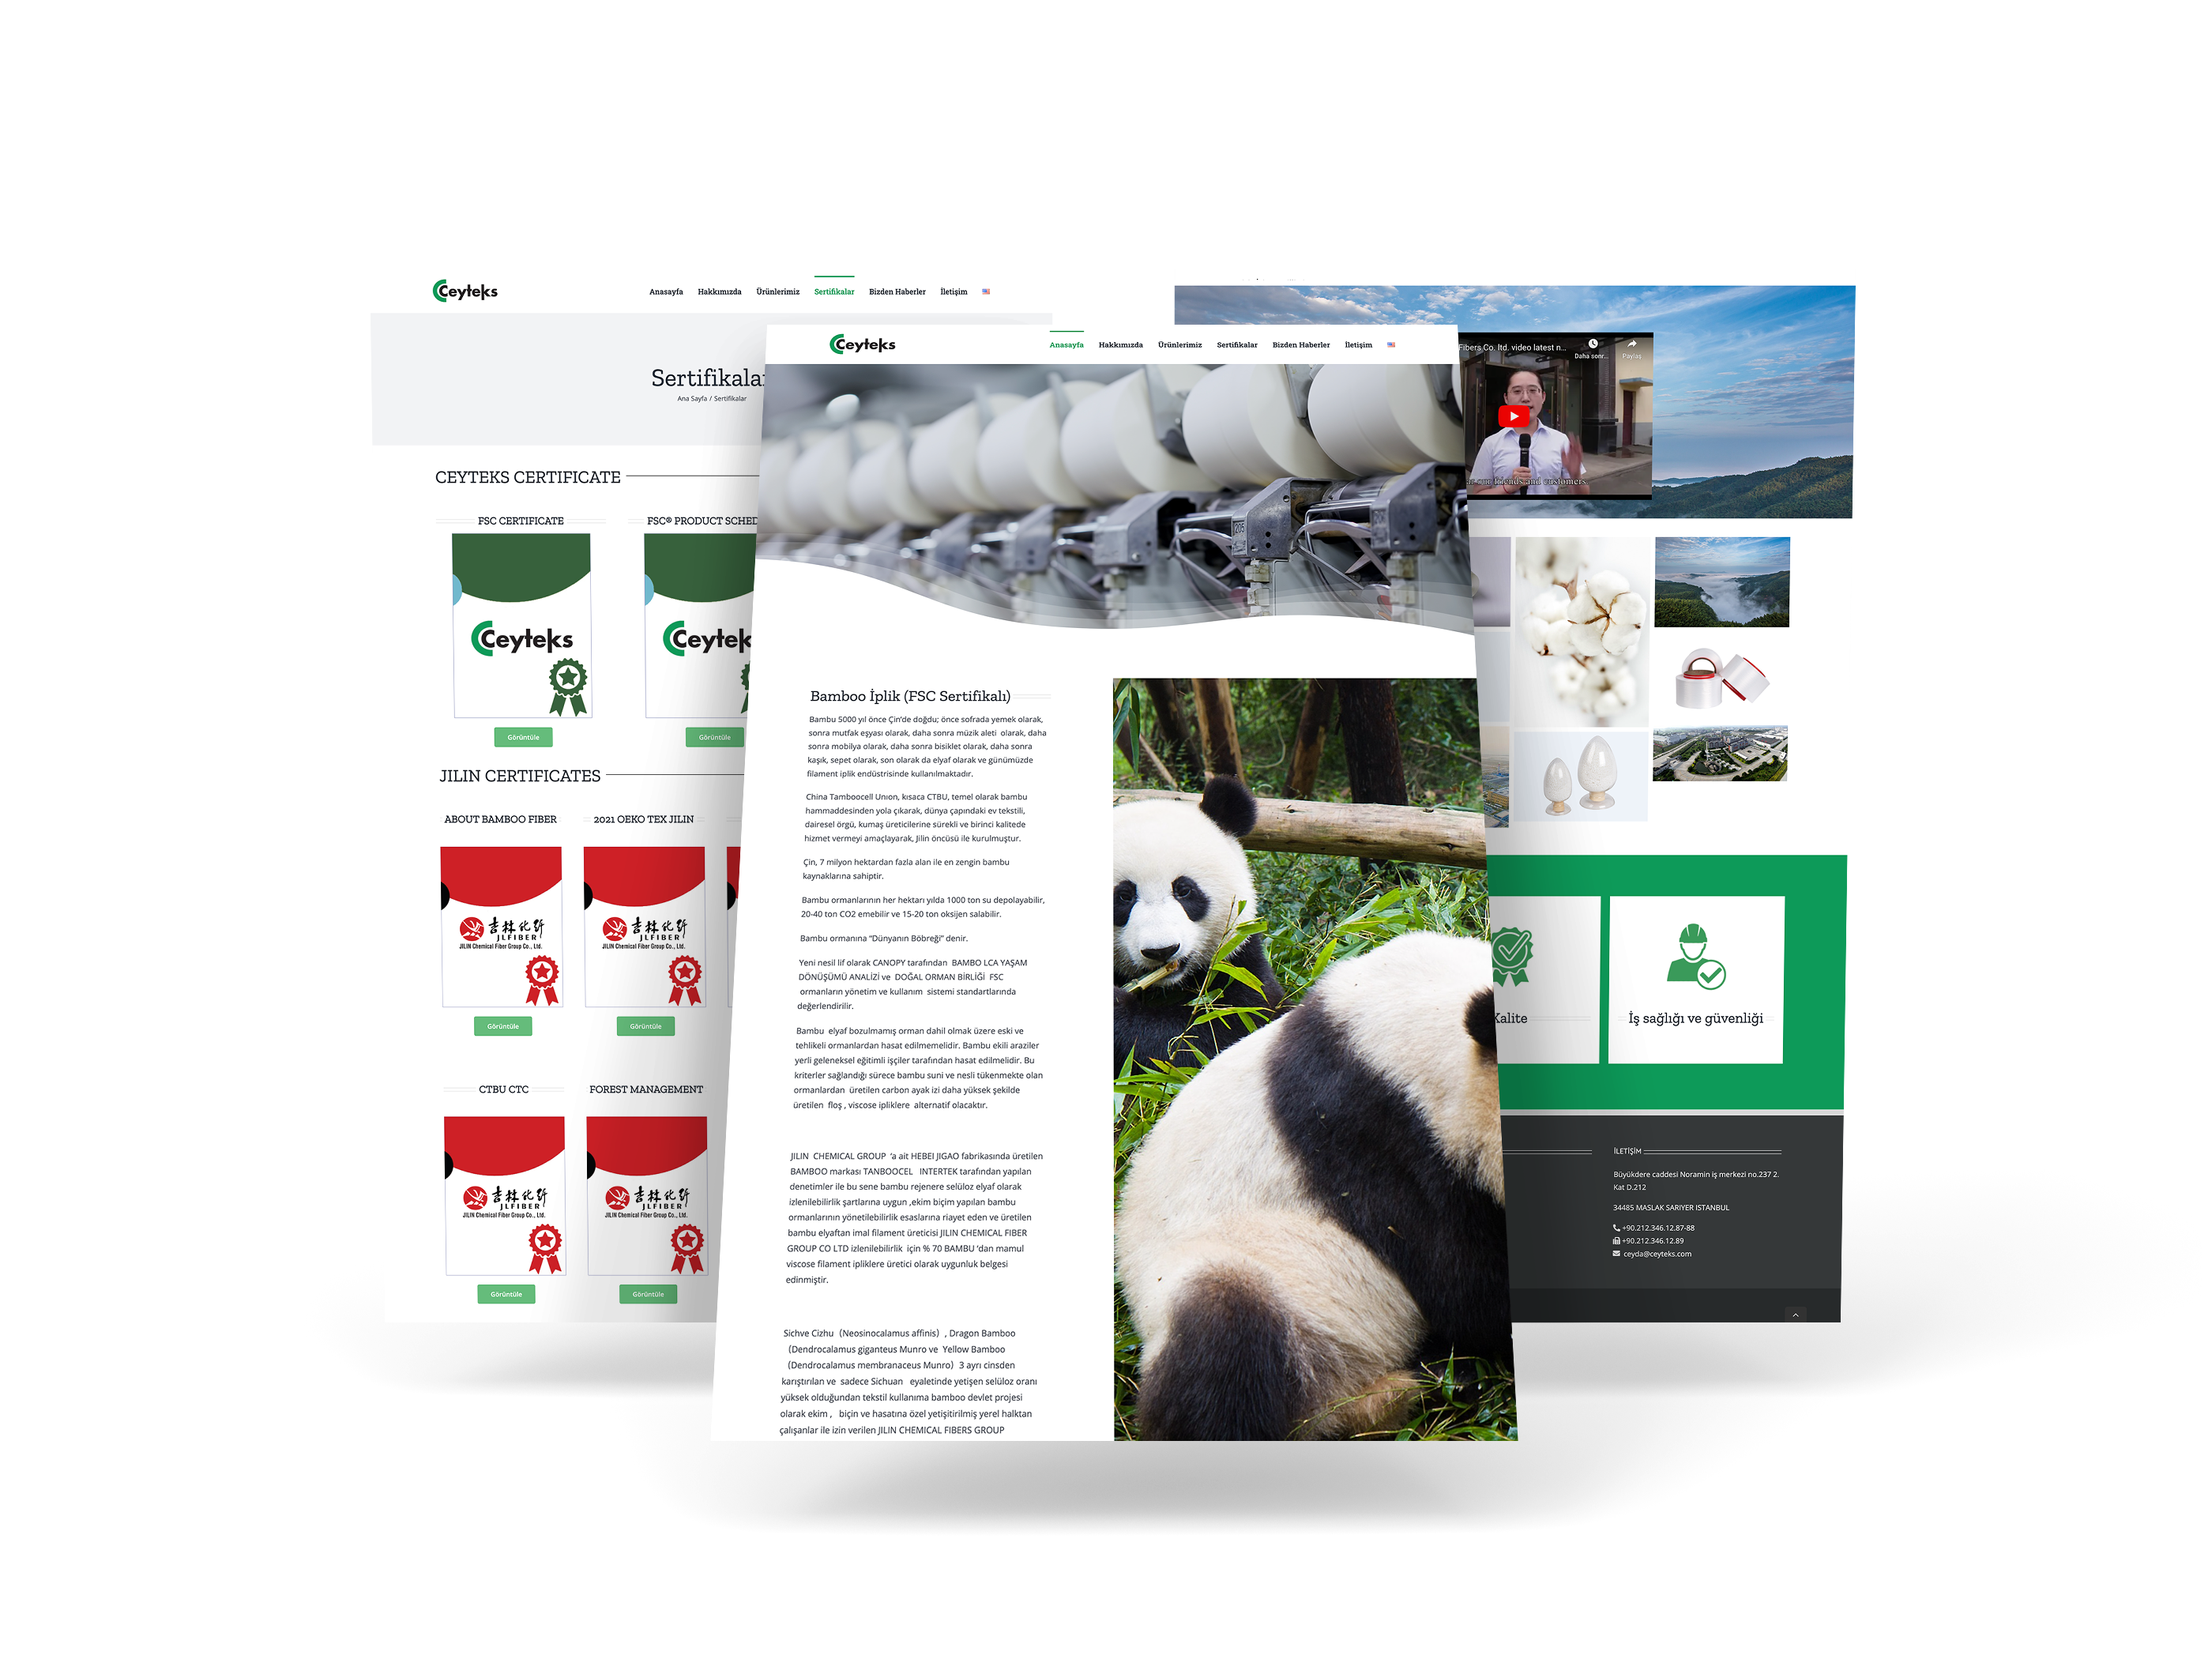 Ceyteks
Anasayfa Hakkımızda Ürünlerimiz Sertifikalar Bizden Haberler İletişim
Sertifikalar
Ana Sayfa / Sertifikalar
CEYTEKS CERTIFICATE
FSC CERTIFICATE
FSC® PRODUCT SCHED
Ceyteks
Ceytek
Görüntüle
Görüntüle
JILIN CERTIFICATES
ABOUT BAMBOO FIBER
2021 OEKO TEX JILIN
吉林化纤
JLFIBER
JILIN Chemical Fiber Group Co., Ltd.
吉林化纤
JLFIBER
JILIN Chemical Fiber Group Co., Ltd.
Görüntüle
Görüntüle
CTBU CTC
FOREST MANAGEMENT
吉林化纤
JLFIBER
JILIN Chemical Fiber Group Co., Ltd.
吉林化纤
JLFIBER
JILIN Chemical Fiber Group Co., Ltd.
Görüntüle
Görüntüle
Ceyteks
Anasayfa Hakkımızda Ürünlerimiz Sertifikalar Bizden Haberler İletişim
205
Bamboo İplik (FSC Sertifikalı)
Bambu 5000 yıl önce Çin'de doğdu; önce sofrada yemek olarak,
sonra mutfak eşyası olarak, daha sonra müzik aleti olarak, daha
sonra mobilya olarak, daha sonra bisiklet olarak, daha sonra
kaşık, sepet olarak, son olarak da elyaf olarak ve günümüzde
filament iplik endüstrisinde kullanılmaktadır.
China Tamboocell Unıon, kısaca CTBU, temel olarak bambu
hammaddesinden yola çıkarak, dünya çapındaki ev tekstili,
dairesel örgü, kumaş üreticilerine sürekli ve birinci kalitede
hizmet vermeyi amaçlayarak, Jilin öncüsü ile kurulmuştur.
Çin, 7 milyon hektardan fazla alan ile en zengin bambu
kaynaklarına sahiptir.
Bambu ormanlarının her hektarı yılda 1000 ton su depolayabilir,
20-40 ton CO2 emebilir ve 15-20 ton oksijen salabilir.
Bambu ormanına “Dünyanın Böbreği” denir.
Yeni nesil lif olarak CANOPY tarafından BAMBO LCA YAŞAM
DÖNÜŞÜMÜ ANALİZİ ve DOĞAL ORMAN BİRLİĞİ FSC
ormanların yönetim ve kullanım sistemi standartlarında
değerlendirilir.
Bambu elyaf bozulmamış orman dahil olmak üzere eski ve
tehlikeli ormanlardan hasat edilmemelidir. Bambu ekili araziler
yerli geleneksel eğitimli işçiler tarafından hasat edilmelidir. Bu
kriterler sağlandığı sürece bambu suni ve nesli tükenmekte olan
ormanlardan üretilen carbon ayak izi daha yüksek şekilde
üretilen floş , viscose ipliklere alternatif olacaktır.
JILIN CHEMICAL GROUP 'a ait HEBEI JIGAO fabrikasında üretilen
BAMBOO markası TANBOOCEL INTERTEK tarafından yapılan
denetimler ile bu sene bambu rejenere selüloz elyaf olarak
izlenilebilirlik şartlarına uygun ,ekim biçim yapılan bambu
ormanlarının yönetilebilirlik esaslarına riayet eden ve üretilen
bambu elyaftan imal filament üreticisi JILIN CHEMICAL FIBER
GROUP CO LTD izlenilebilirlik için % 70 BAMBU 'dan mamul
viscose filament ipliklere üretici olarak uygunluk belgesi
edinmiştir.
Sichve Cizhu（Neosinocalamus affinis）, Dragon Bamboo
（Dendrocalamus giganteus Munro ve Yellow Bamboo
（Dendrocalamus membranaceus Munro）3 ayrı cinsden
karıştırılan ve sadece Sichuan eyaletinde yetişen selüloz oranı
yüksek olduğundan tekstil kullanıma bamboo devlet projesi
olarak ekim , biçin ve hasatına özel yetişitirilmiş yerel halktan
çalışanlar ile izin verilen JILIN CHEMICAL FIBERS GROUP
Fibers Co. ltd. video latest n...
Daha sonr...
Paylaş
our friends and customers
Kalite
İş sağlığı ve güvenliği
İLETİŞİM
Büyükdere caddesi Noramin iş merkezi no.237 2.
Kat D.212
34485 MASLAK SARIYER ISTANBUL
+90.212.346.12.87-88
+90.212.346.12.89
ceyda@ceyteks.com